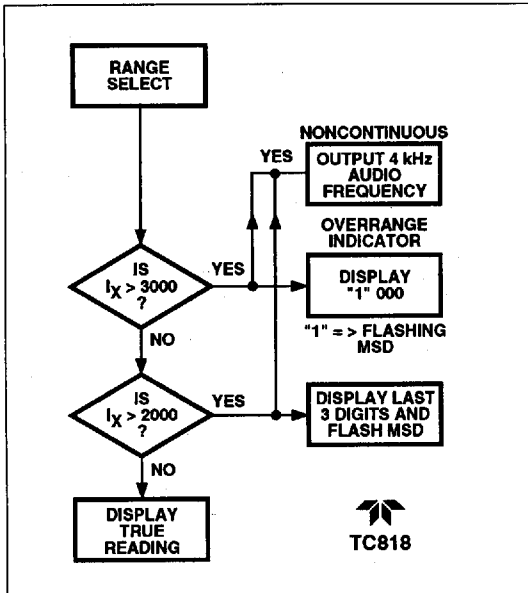 RANGE
SELECT
NONCONTINUOUS
YES
OUTPUT 4 kHz
AUDIO
FREQUENCY
OVERRANGE
INDICATOR
IS
IX > 3000
?
YES
DISPLAY
"1" 000
"1" = > FLASHING
MSD
NO
IS
IX > 2000
?
YES
DISPLAY LAST
3 DIGITS AND
FLASH MSD
NO
DISPLAY
TRUE
READING
TC818